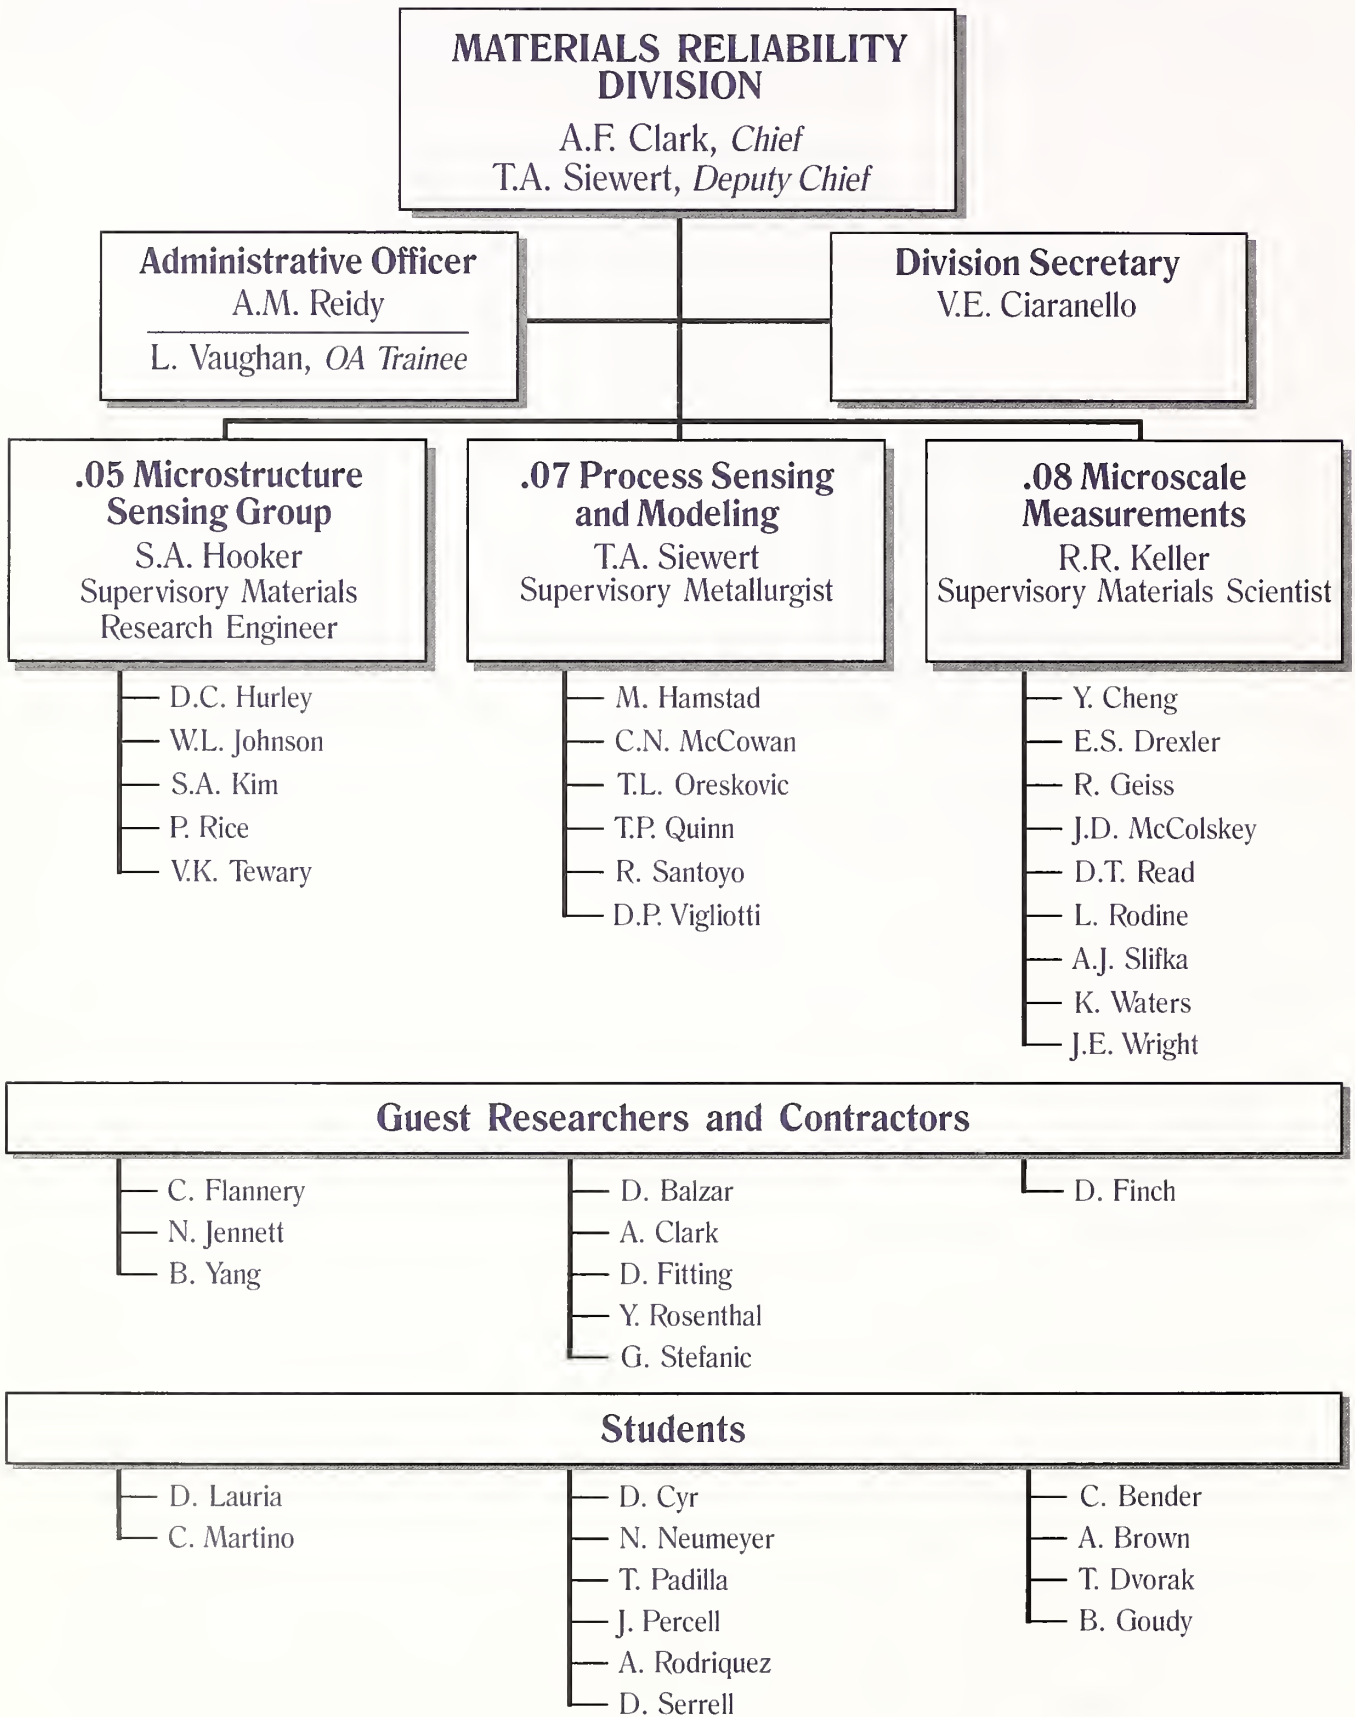 MATERIALS RELIABILITY
DIVISION
A.F. Clark, Chief
T.A. Siewert, Deputy Chief
Administrative Officer
A.M. Reidy
L. Vaughan, OA Trainee
Division Secretary
V.E. Ciaranello
.05 Microstructure
Sensing Group
S.A. Hooker
Supervisory Materials
Research Engineer
D.C. Hurley
W.L. Johnson
S.A. Kim
P. Rice
V.K. Tewary
.07 Process Sensing
and Modeling
T.A. Siewert
Supervisory Metallurgist
M. Hamstad
C.N. McCowan
T.L. Oreskovic
T.P. Quinn
R. Santoyo
D.P. Vigliotti
.08 Microscale
Measurements
R.R. Keller
Supervisory Materials Scientist
Y. Cheng
E.S. Drexler
R. Geiss
J.D. McColskey
D.T. Read
L. Rodine
A.J. Slifka
K. Waters
J.E. Wright
Guest Researchers and Contractors
C. Flannery
N. Jennett
B. Yang
D. Balzar
A. Clark
D. Fitting
Y. Rosenthal
G. Stefanic
D. Finch
Students
D. Lauria
C. Martino
D. Cyr
N. Neumeyer
T. Padilla
J. Percell
A. Rodriquez
D. Serrell
C. Bender
A. Brown
T. Dvorak
B. Goudy